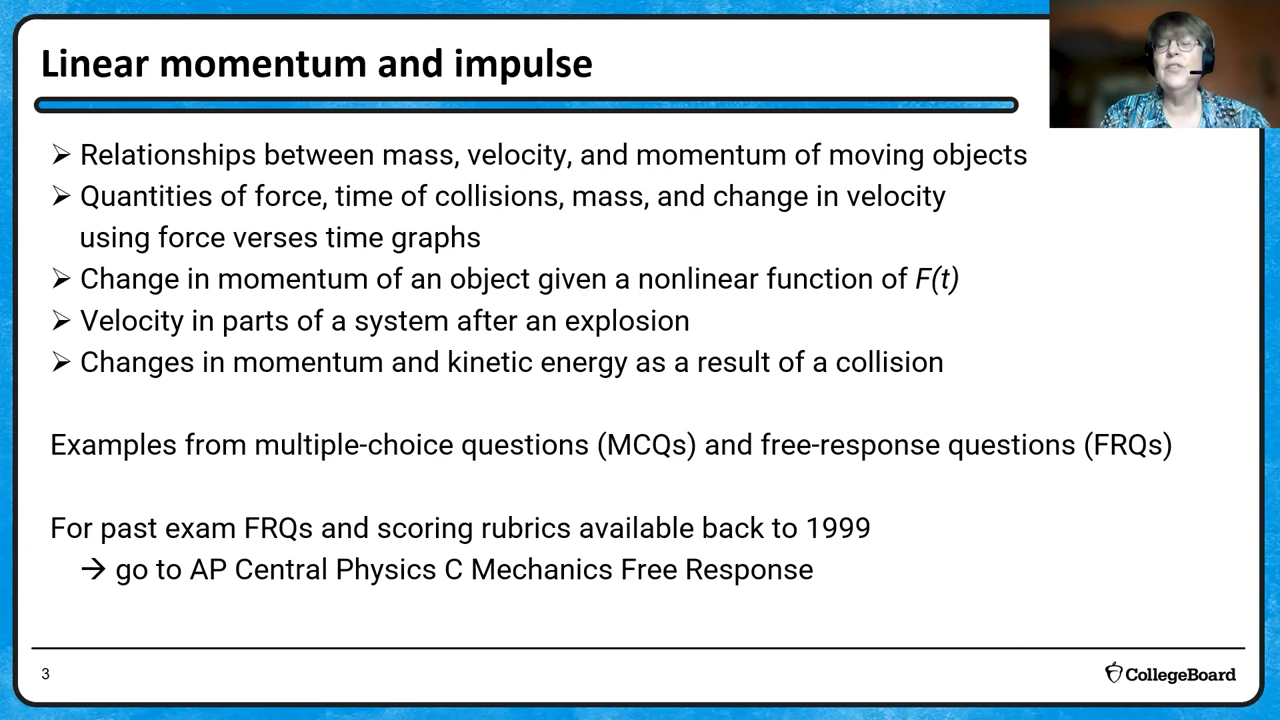 Linear momentum and impulse
➢ Relationships between mass, velocity, and momentum of moving objects
➢ Quantities of force, time of collisions, mass, and change in velocity
using force verses time graphs
➢ Change in momentum of an object given a nonlinear function of F(t)
➢ Velocity in parts of a system after an explosion
➢ Changes in momentum and kinetic energy as a result of a collision
Examples from multiple-choice questions (MCQs) and free-response questions (FRQs)
For past exam FRQs and scoring rubrics available back to 1999
→ go to AP Central Physics C Mechanics Free Response
3
CollegeBoard